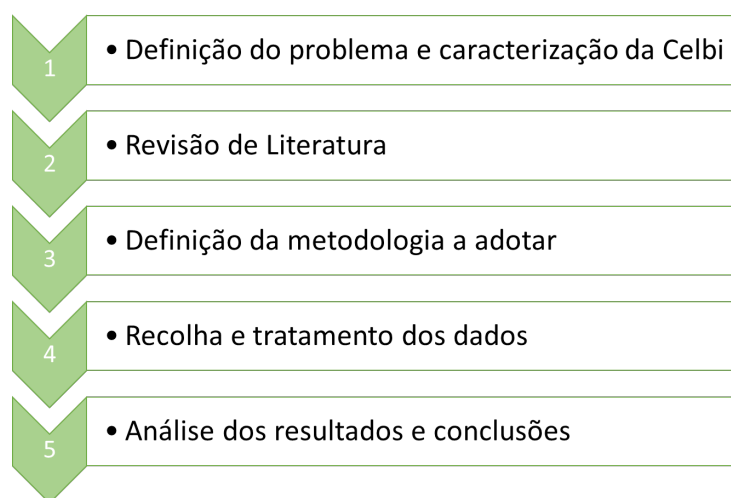 1
• Definição do problema e caracterização da Celbi
2
• Revisão de Literatura
3
• Definição da metodologia a adotar
4
• Recolha e tratamento dos dados
5
• Análise dos resultados e conclusões